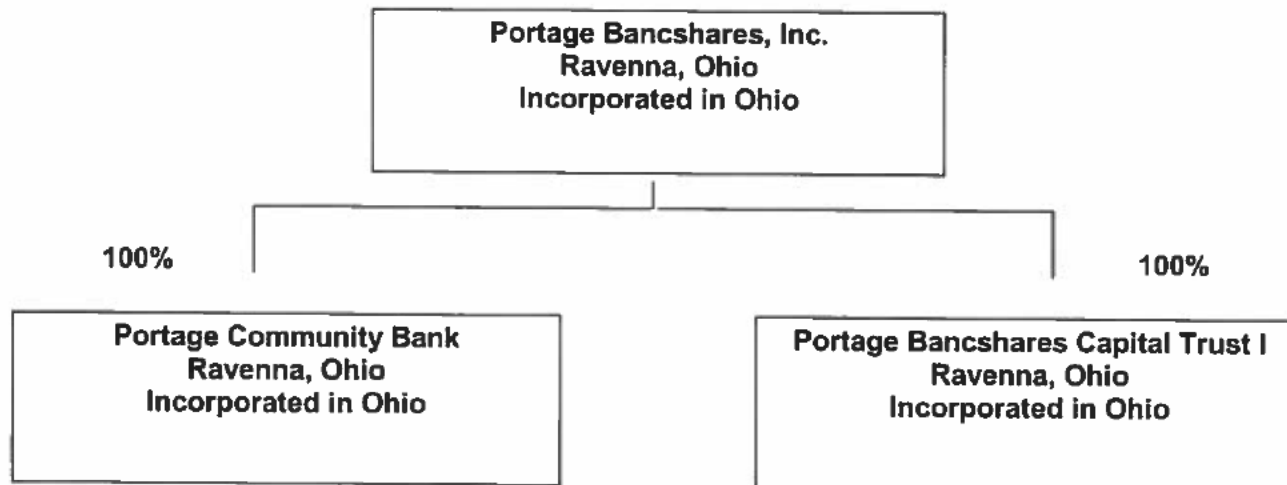 Portage Bancshares, Inc.
Ravenna, Ohio
Incorporated in Ohio
100%
100%
Portage Community Bank
Ravenna, Ohio
Incorporated in Ohio
Portage Bancshares Capital Trust I
Ravenna, Ohio
Incorporated in Ohio